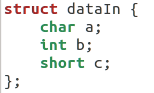 struct dataIn {
    char a;
    int b;
    short c;
};